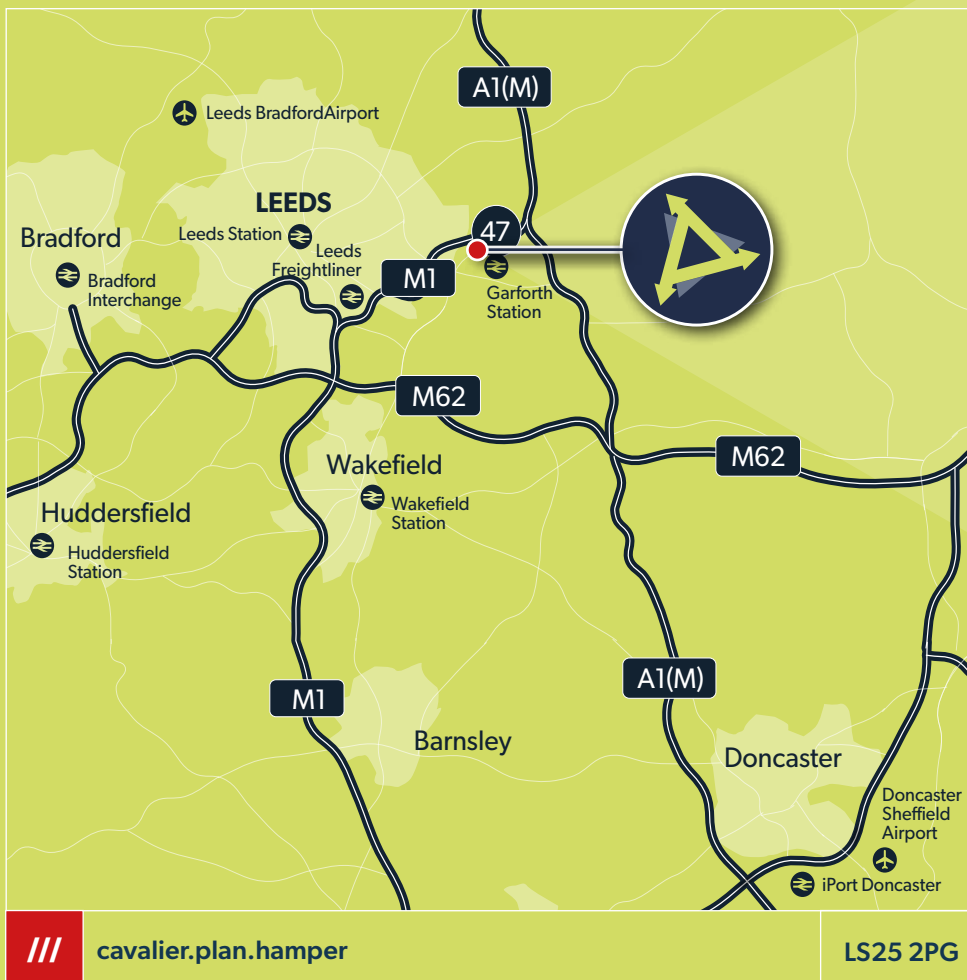 A1(M)
Leeds BradfordAirport
LEEDS
Leeds Station
Bradford
47
Leeds
Freightliner
Bradford
Interchange
M1
Garforth
Station
M62
M62
Wakefield
Wakefield
Station
Huddersfield
Huddersfield
Station
A1(M)
M1
Barnsley
Doncaster
Doncaster
Sheffield
Airport
iPort Doncaster
/// cavalier.plan.hamper
LS25 2PG